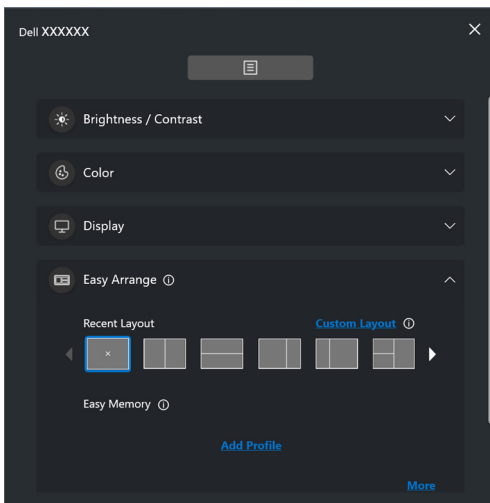 Dell XXXXXX
Brightness / Contrast
Color
Display
Easy Arrange
Recent Layout Custom Layout
Easy Memory
Add Profile
More